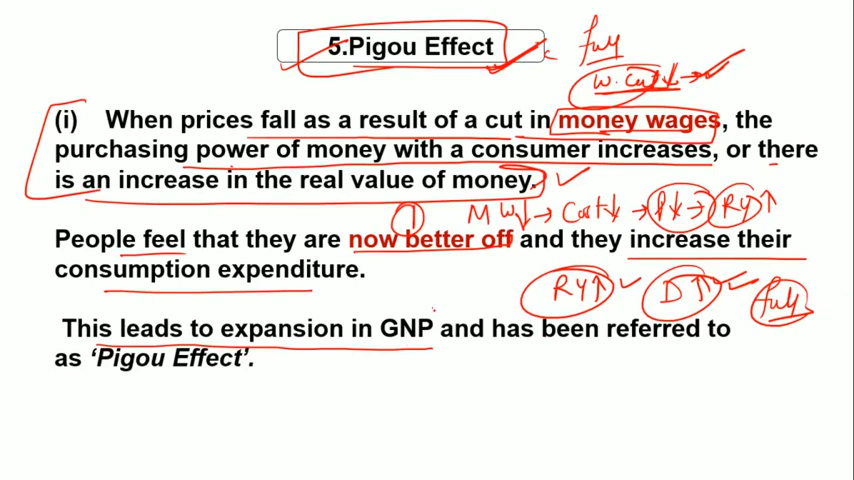 5.Pigou Effect
full
W. Cut↓ →
(i) When prices fall as a result of a cut in money wages, the
purchasing power of money with a consumer increases, or there
is an increase in the real value of money.
M W↓ → Cost↓ → P↓ → RY↑
People feel that they are now better off and they increase their
consumption expenditure.
RY↑ D↑ full
This leads to expansion in GNP and has been referred to
as ‘Pigou Effect’.